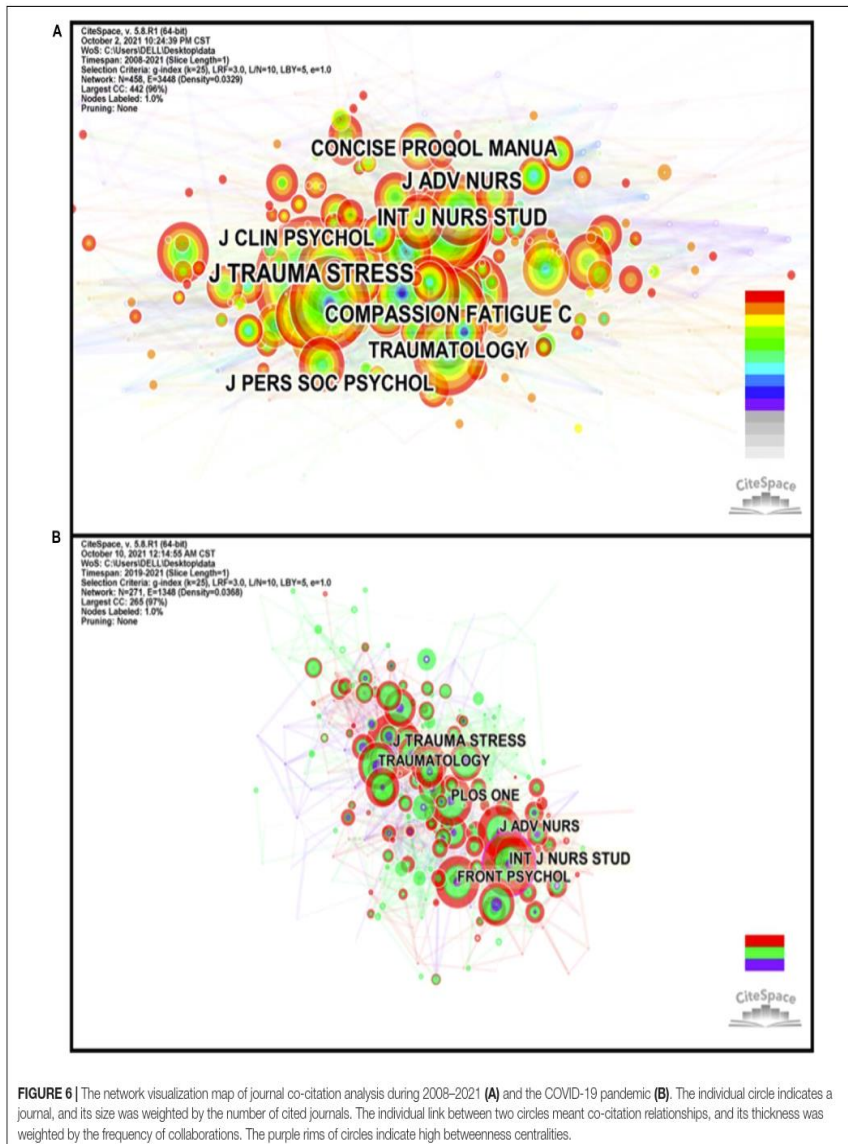 A
CiteSpace, v. 5.8.R1 (64-bit)
October 2, 2021 10:24:39 PM CST
WoS: C:\Users\DELL\Desktop\data
Timespan: 2008-2021 (Slice Length=1)
Selection Criteria: g-index (k=25), LRF=3.0, L/N=10, LBY=5, e=1.0
Network: N=458, E=3448 (Density=0.0329)
Largest CC: 442 (96%)
Nodes Labeled: 1.0%
Pruning: None
CONCISE PROQOL MANUA
J ADV NURS
INT J NURS STUD
J CLIN PSYCHOL
J TRAUMA STRESS
COMPASSION FATIGUE C
TRAUMATOLOGY
J PERS SOC PSYCHOL
CiteSpace
B
CiteSpace, v. 5.8.R1 (64-bit)
October 10, 2021 12:14:55 AM CST
WoS: C:\Users\DELL\Desktop\data
Timespan: 2019-2021 (Slice Length=1)
Selection Criteria: g-index (k=25), LRF=3.0, L/N=10, LBY=5, e=1.0
Network: N=271, E=1348 (Density=0.0368)
Largest CC: 265 (97%)
Nodes Labeled: 1.0%
Pruning: None
J TRAUMA STRESS
TRAUMATOLOGY
PLOS ONE
J ADV NURS
INT J NURS STUD
FRONT PSYCHOL
CiteSpace
FIGURE 6 | The network visualization map of journal co-citation analysis during 2008–2021 (A) and the COVID-19 pandemic (B). The individual circle indicates a
journal, and its size was weighted by the number of cited journals. The individual link between two circles meant co-citation relationships, and its thickness was
weighted by the frequency of collaborations. The purple rims of circles indicate high betweenness centralities.